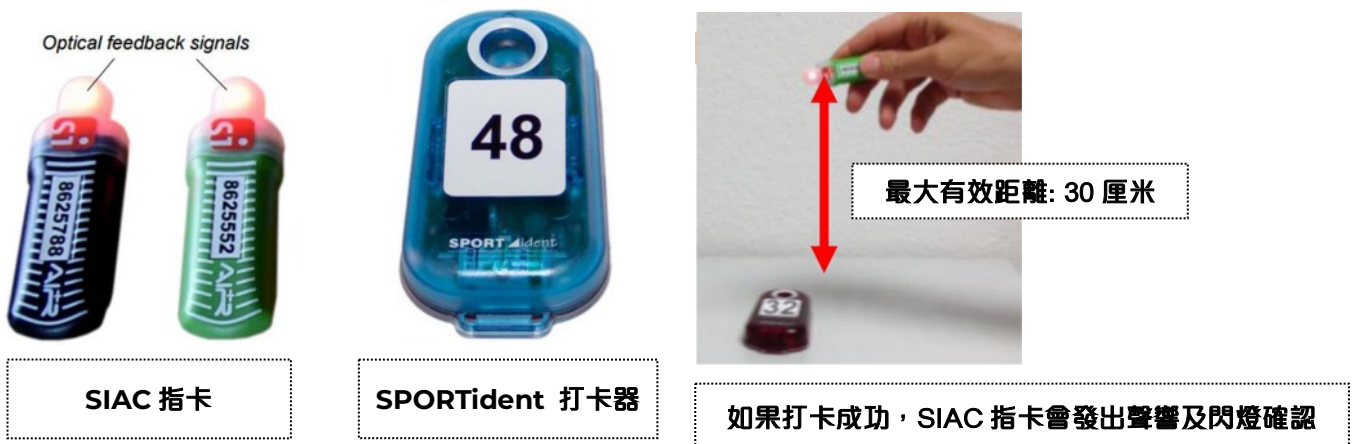 Optical feedback signals
SI
8625788
AIR
SI
8625552
AIR
48
SPORTident
32
最大有效距離: 30 厘米
SIAC 指卡
SPORTident 打卡器
如果打卡成功，SIAC 指卡會發出聲響及閃燈確認